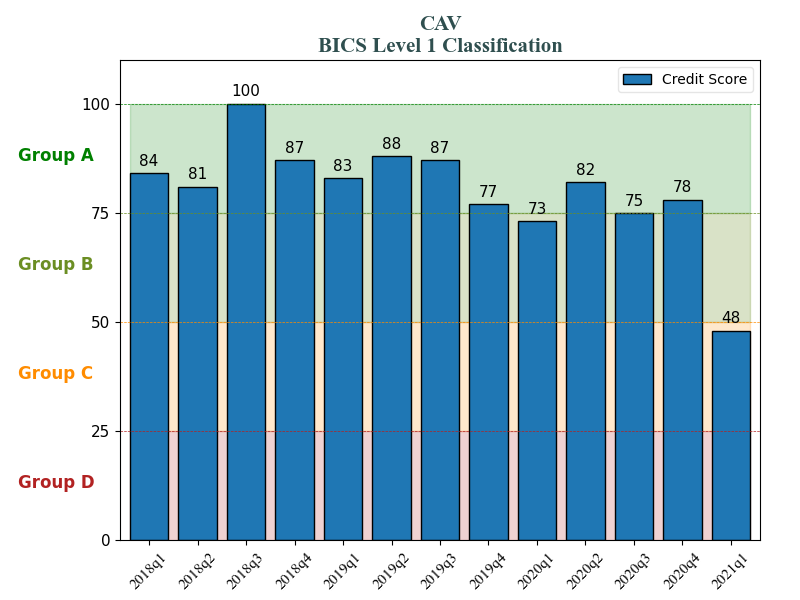 CAV
BICS Level 1 Classification
Credit Score
100
75
50
25
0
Group A
Group B
Group C
Group D
84
81
100
87
83
88
87
77
73
82
75
78
48
2018q1
2018q2
2018q3
2018q4
2019q1
2019q2
2019q3
2019q4
2020q1
2020q2
2020q3
2020q4
2021q1